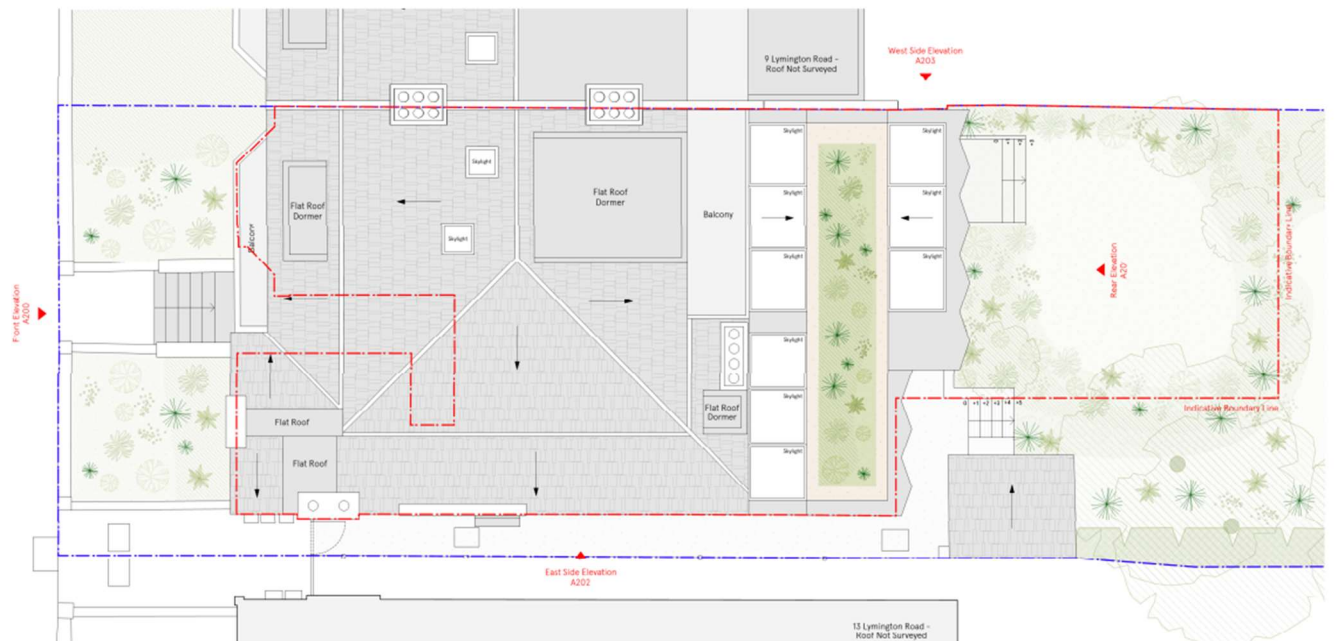 9 Lymington Road -
Roof Not Surveyed
West Side Elevation
A203
Skylight
Skylight
Skylight
Flat Roof
Dormer
Flat Roof
Dormer
Balcony
Skylight
Skylight
Balcony
Skylight
Skylight
Skylight
Front Elevation
A200
Rear Elevation
A20
Indicative Boundary Line
Skylight
Flat Roof
Dormer
Skylight
Indicative Boundary Line
Flat Roof
Skylight
Flat Roof
East Side Elevation
A202
13 Lymington Road -
Roof Not Surveyed